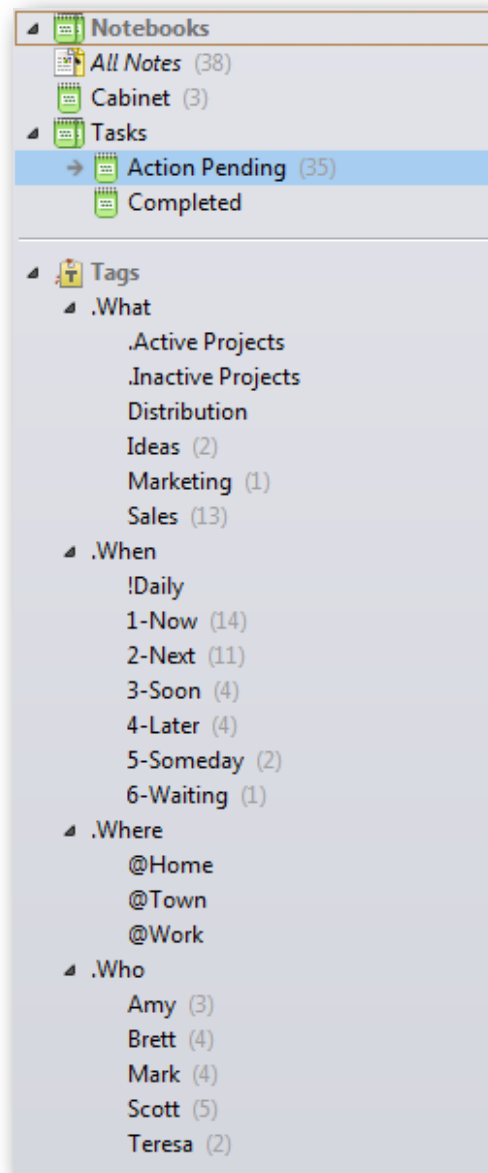 Notebooks
All Notes (38)
Cabinet (3)
Tasks
Action Pending (35)
Completed
Tags
.What
.Active Projects
.Inactive Projects
Distribution
Ideas (2)
Marketing (1)
Sales (13)
.When
!Daily
1-Now (14)
2-Next (11)
3-Soon (4)
4-Later (4)
5-Someday (2)
6-Waiting (1)
.Where
@Home
@Town
@Work
.Who
Amy (3)
Brett (4)
Mark (4)
Scott (5)
Teresa (2)